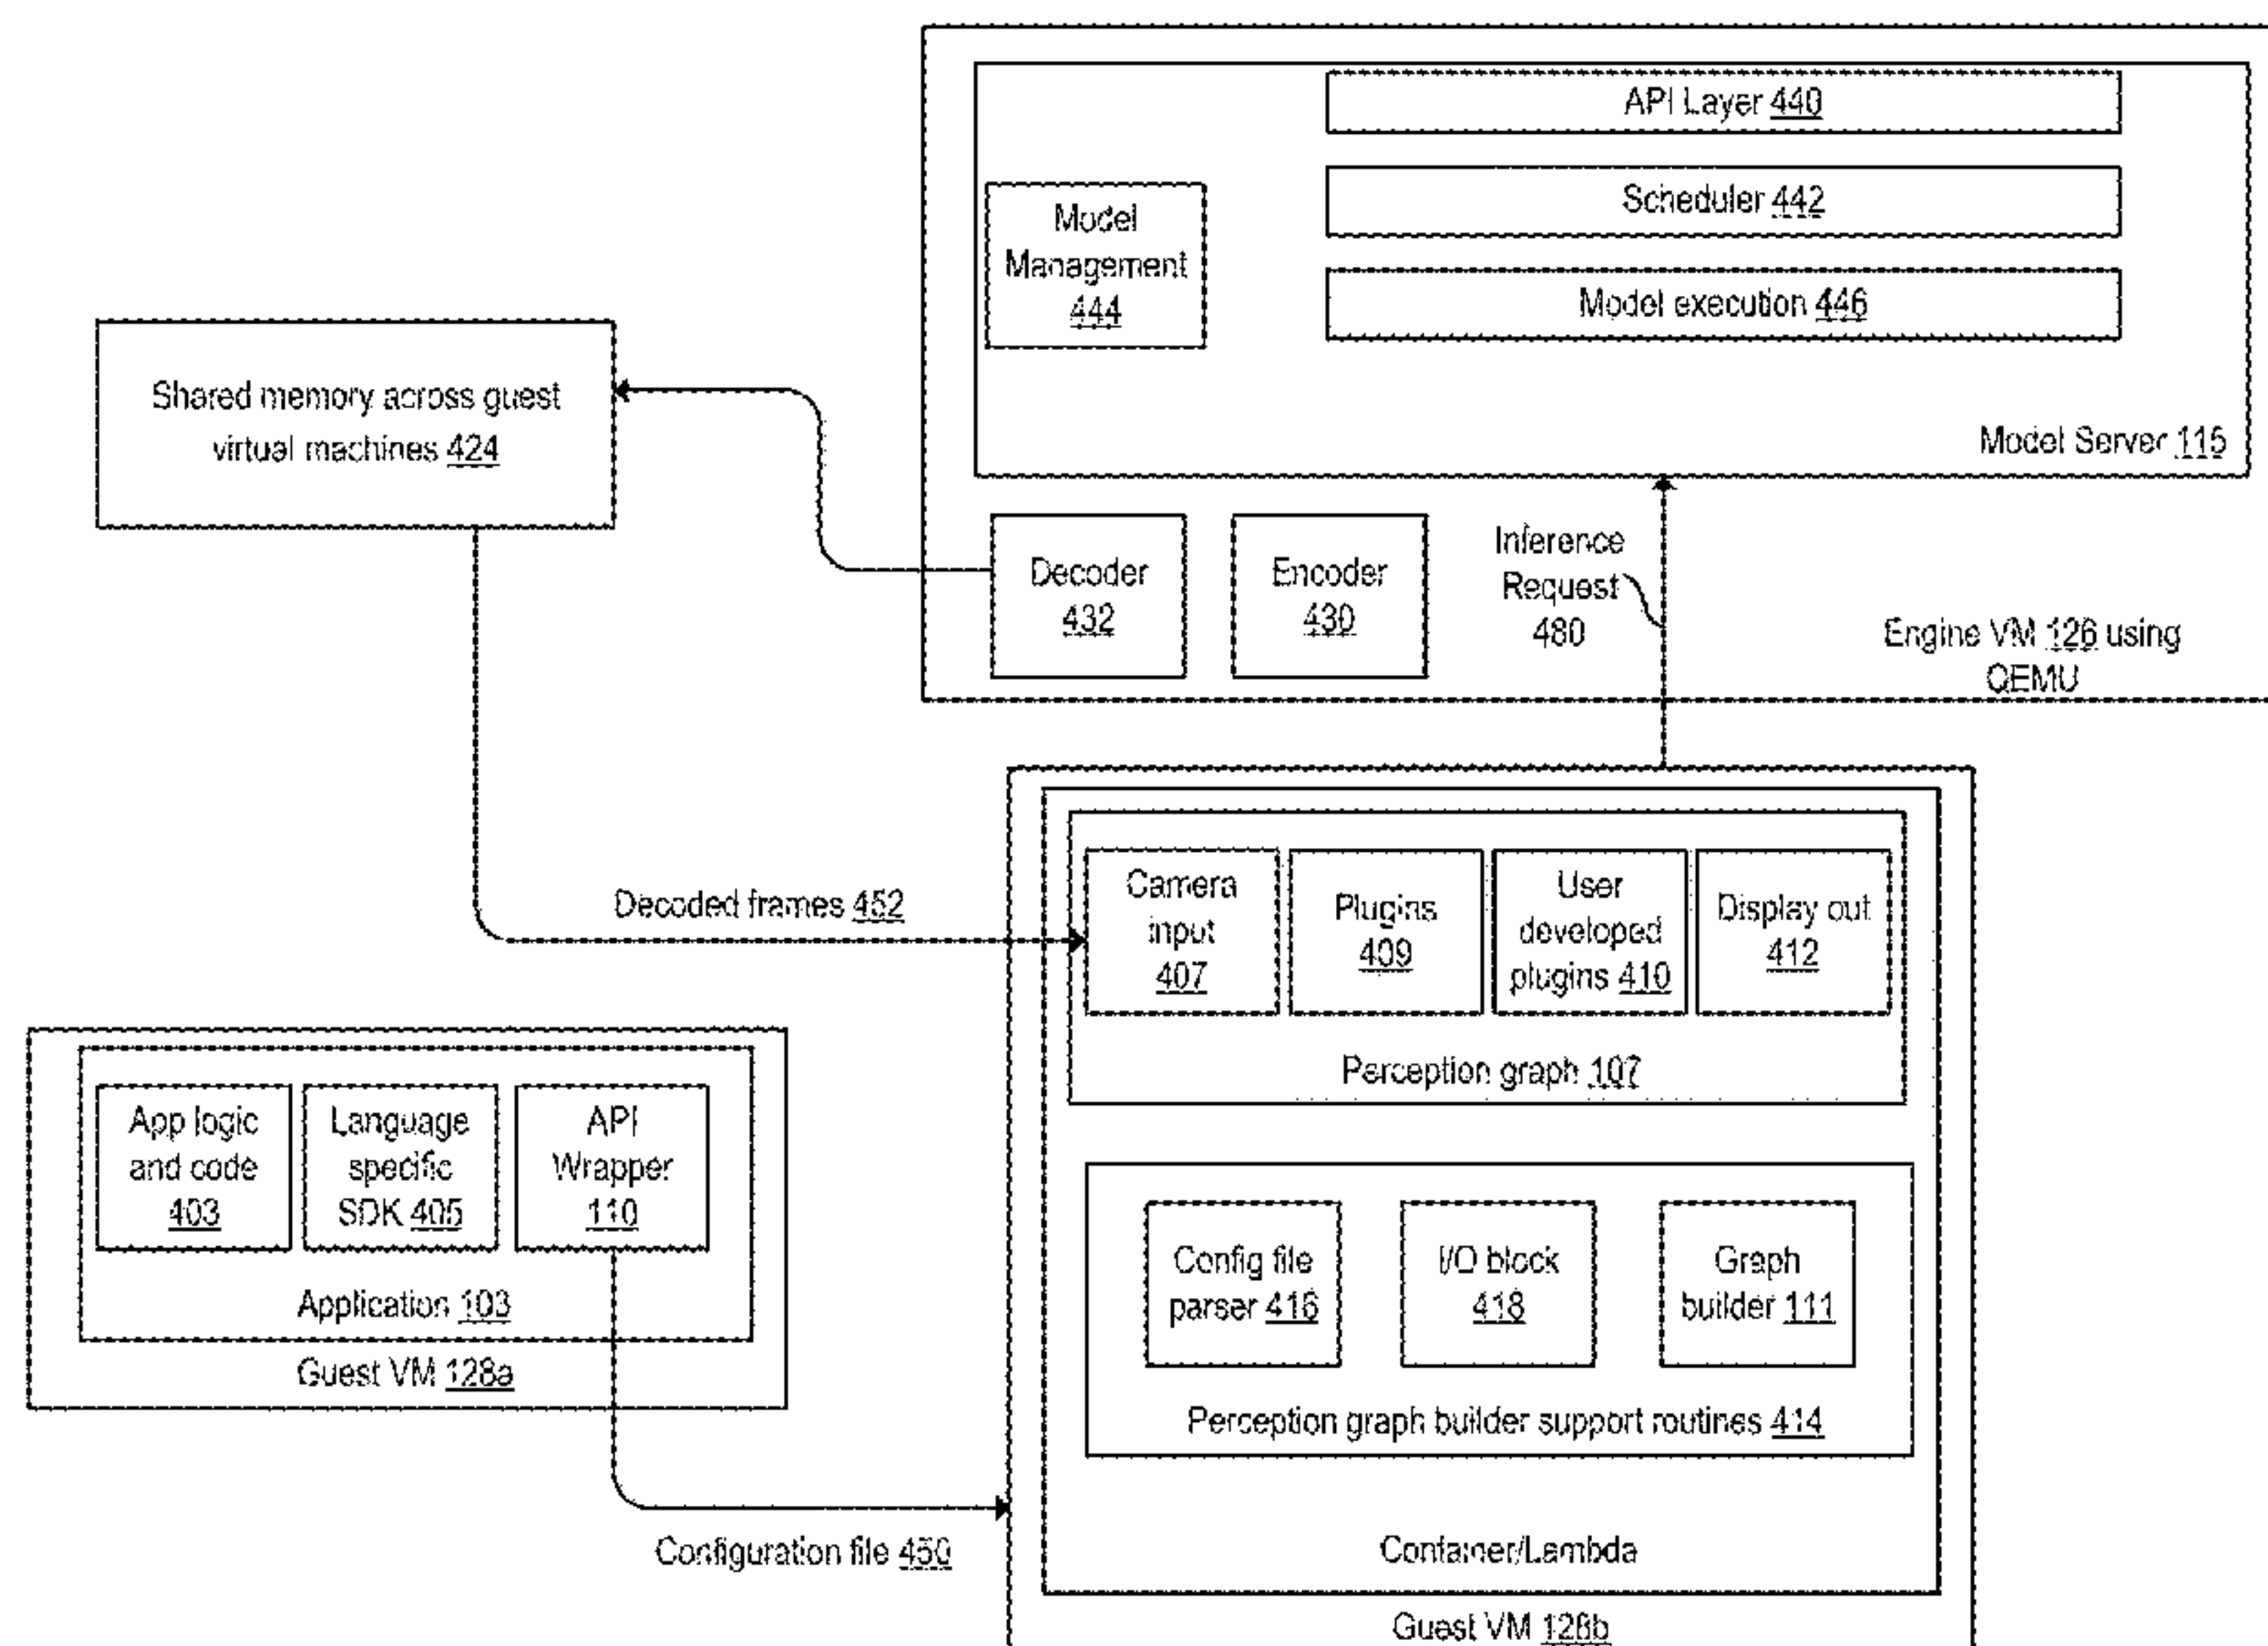 API Layer 440
Scheduler 442
Model
Management
444
Model execution 446
Model Server 115
Shared memory across guest
virtual machines 424
Decoder
432
Encoder
430
Inference
Request
480
Engine VM 126 using
QEMU
Decoded frames 452
Camera
input
407
Plugins
409
User
developed
plugins 410
Display out
412
Perception graph 107
App logic
and code
403
Language
specific
SDK 405
API
Wrapper
110
Application 103
Guest VM 128a
Config file
parser 416
I/O block
418
Graph
builder 111
Perception graph builder support routines 414
Configuration file 450
Container/Lambda
Guest VM 128b